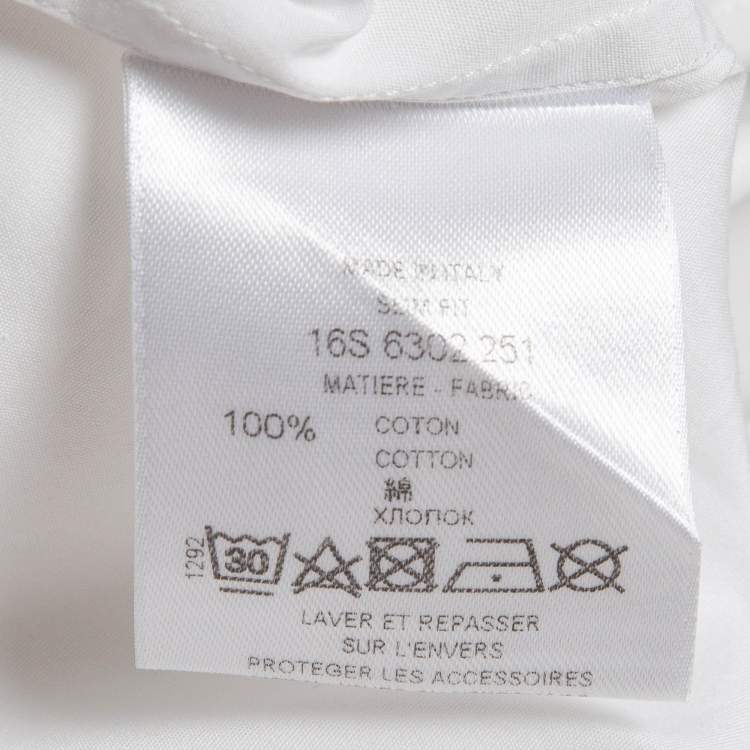 MADE IN ITALY
SLIM FIT
16S 6302 251
MATIERE - FABRIC
100% COTON
COTTON
綿
ХЛОПОК
1292
30
LAVER ET REPASSER
SUR L'ENVERS
PROTEGER LES ACCESSOIRES